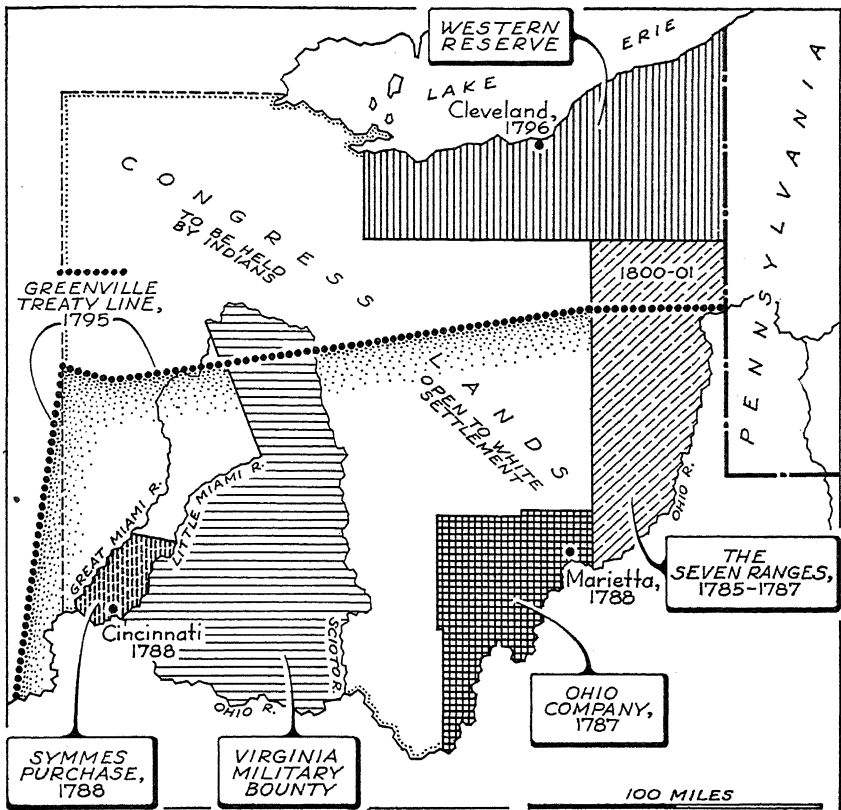 WESTERN
RESERVE
LAKE ERIE
Cleveland,
1796
PENNSYLVANIA
CONGRESS
TO BE HELD
BY INDIANS
1800-01
GREENVILLE
TREATY LINE,
1795
LANDS
OPEN TO WHITE
SETTLEMENT
GREAT MIAMI R.
LITTLE MIAMI R.
OHIO R.
THE
SEVEN RANGES,
1785-1787
Marietta,
1788
Cincinnati
1788
SCIOTO R.
OHIO R.
OHIO
COMPANY,
1787
SYMMES
PURCHASE,
1788
VIRGINIA
MILITARY
BOUNTY
100 MILES